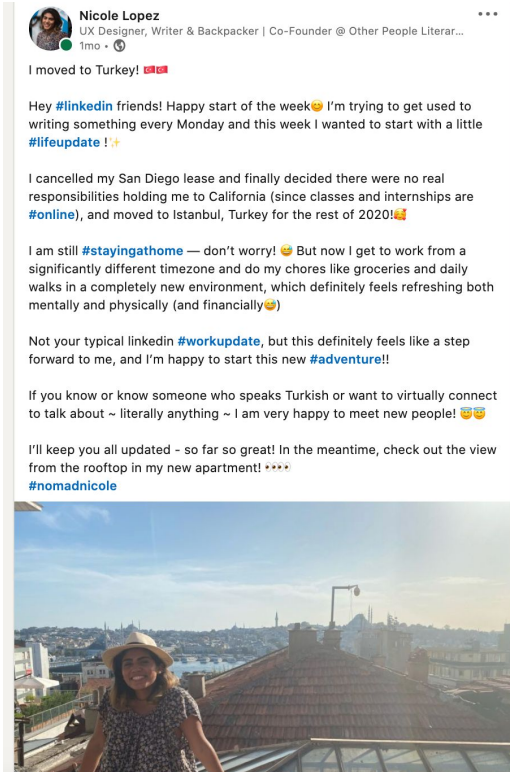 Nicole Lopez
UX Designer, Writer & Backpacker | Co-Founder @ Other People Literar...
1mo •
I moved to Turkey! 🇹🇷🇹🇷
Hey #linkedin friends! Happy start of the week😊 I'm trying to get used to
writing something every Monday and this week I wanted to start with a little
#lifeupdate !✨
I cancelled my San Diego lease and finally decided there were no real
responsibilities holding me to California (since classes and internships are
#online), and moved to Istanbul, Turkey for the rest of 2020!🥰
I am still #stayingathome — don't worry! 😅 But now I get to work from a
significantly different timezone and do my chores like groceries and daily
walks in a completely new environment, which definitely feels refreshing both
mentally and physically (and financially😅)
Not your typical linkedin #workupdate, but this definitely feels like a step
forward to me, and I'm happy to start this new #adventure!!
If you know or know someone who speaks Turkish or want to virtually connect
to talk about ~ literally anything ~ I am very happy to meet new people! 😇😇
I'll keep you all updated - so far so great! In the meantime, check out the view
from the rooftop in my new apartment! 👀👀
#nomadnicole